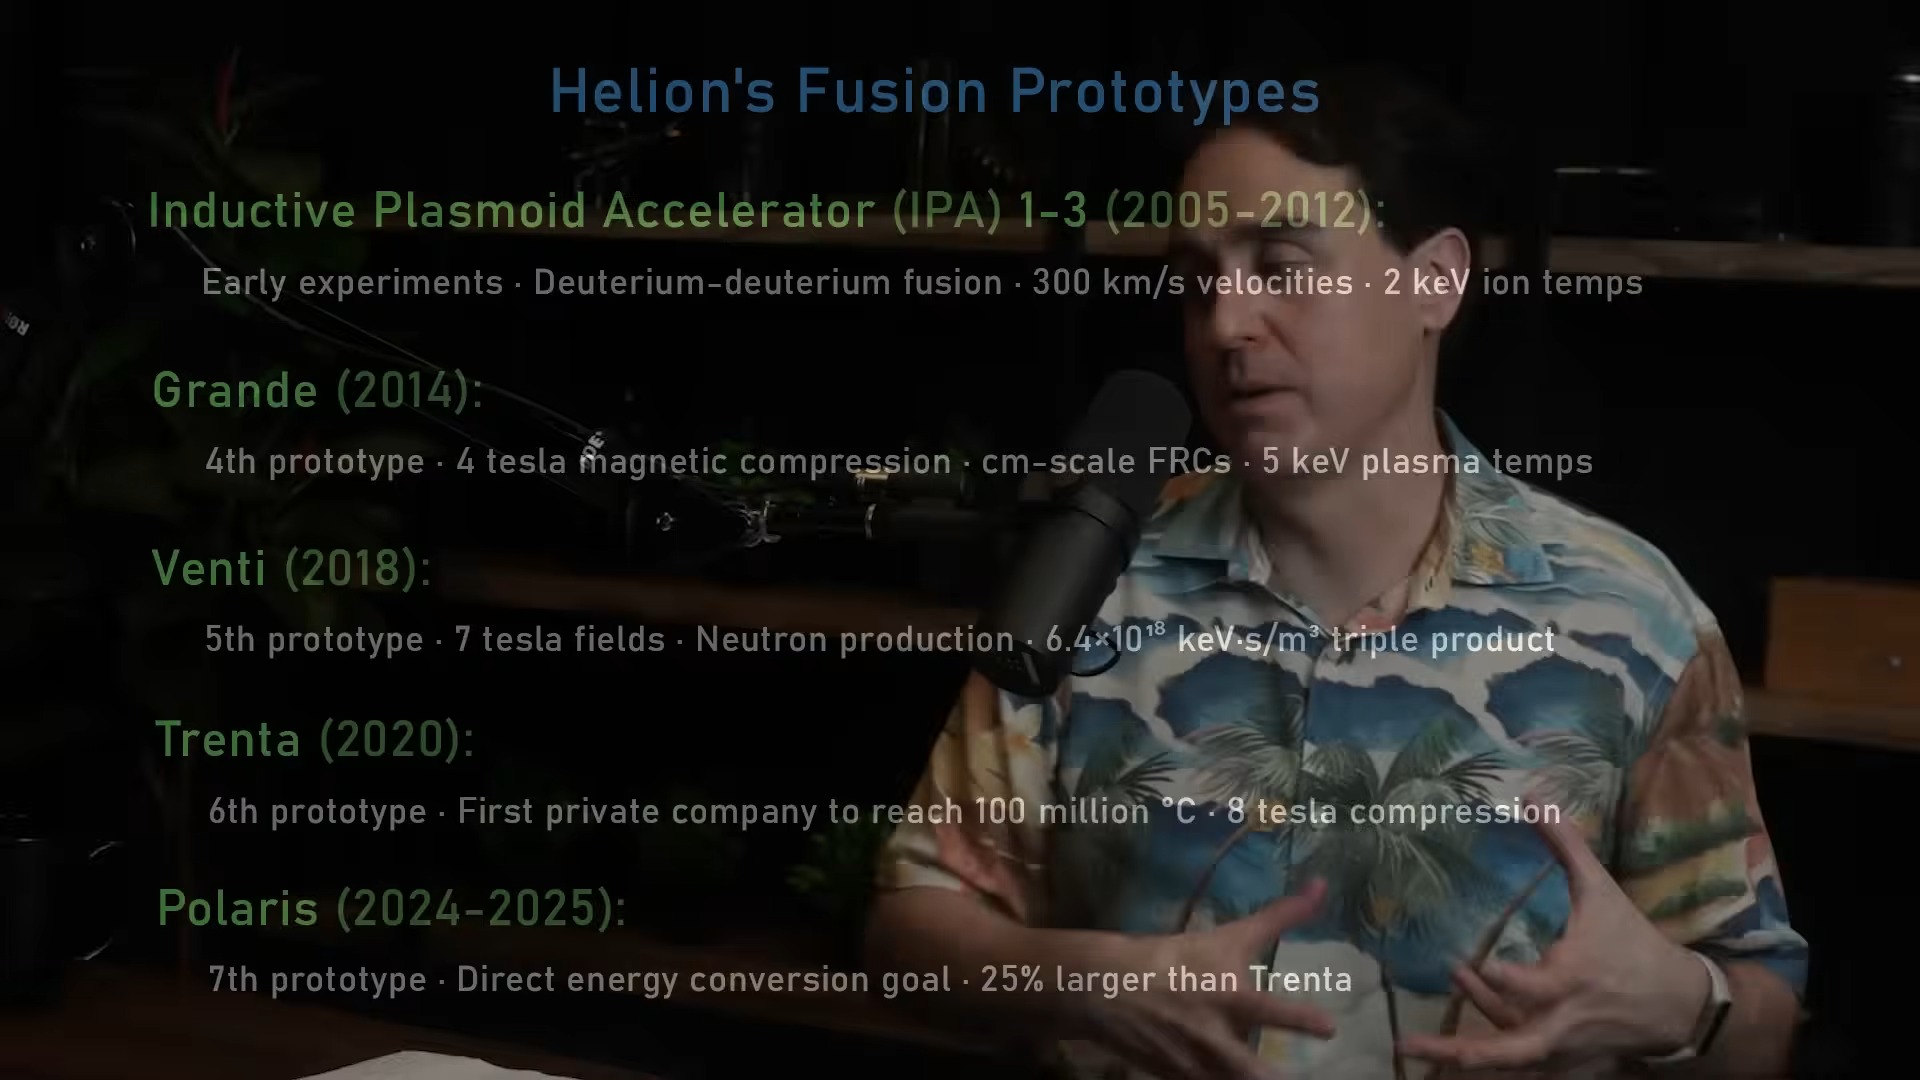 Helion's Fusion Prototypes
Inductive Plasmoid Accelerator (IPA) 1-3 (2005-2012):
Early experiments · Deuterium-deuterium fusion · 300 km/s velocities · 2 keV ion temps
Grande (2014):
4th prototype · 4 tesla magnetic compression · cm-scale FRCs · 5 keV plasma temps
Venti (2018):
5th prototype · 7 tesla fields · Neutron production · 6.4×10¹⁸ keV·s/m³ triple product
Trenta (2020):
6th prototype · First private company to reach 100 million °C · 8 tesla compression
Polaris (2024-2025):
7th prototype · Direct energy conversion goal · 25% larger than Trenta